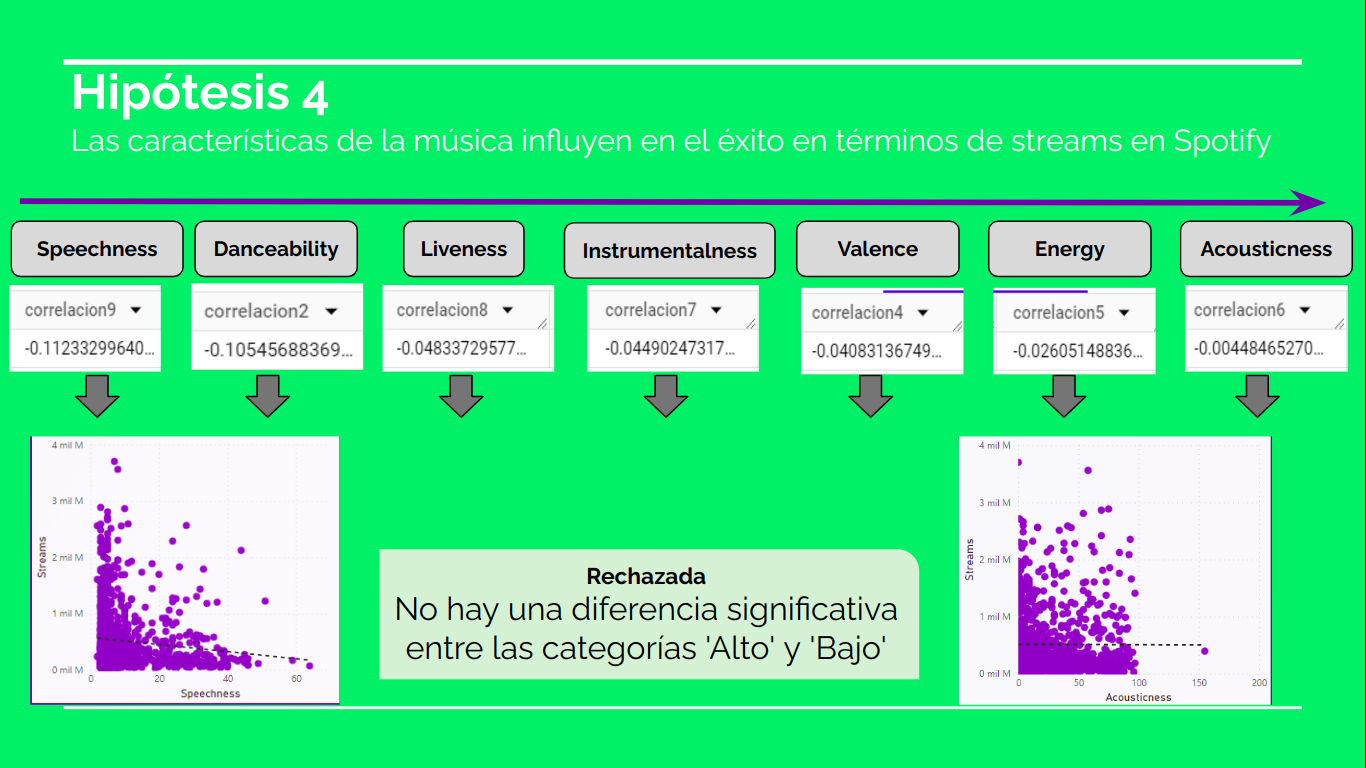 Hipótesis 4
Las características de la música influyen en el éxito en términos de streams en Spotify
Speechness
Danceability
Liveness
Instrumentalness
Valence
Energy
Acousticness
correlacion9
-0.11233299640...
correlacion2
-0.10545688369...
correlacion8
-0.04833729577...
correlacion7
-0.04490247317...
correlacion4
-0.04083136749...
correlacion5
-0.02605148836...
correlacion6
-0.00448465270...
4 mil M
3 mil M
2 mil M
1 mil M
0 mil M
Streams
0 20 40 60
Speechness
Rechazada
No hay una diferencia significativa
entre las categorías 'Alto' y 'Bajo'
4 mil M
3 mil M
2 mil M
1 mil M
0 mil M
Streams
0 50 100 150 200
Acousticness